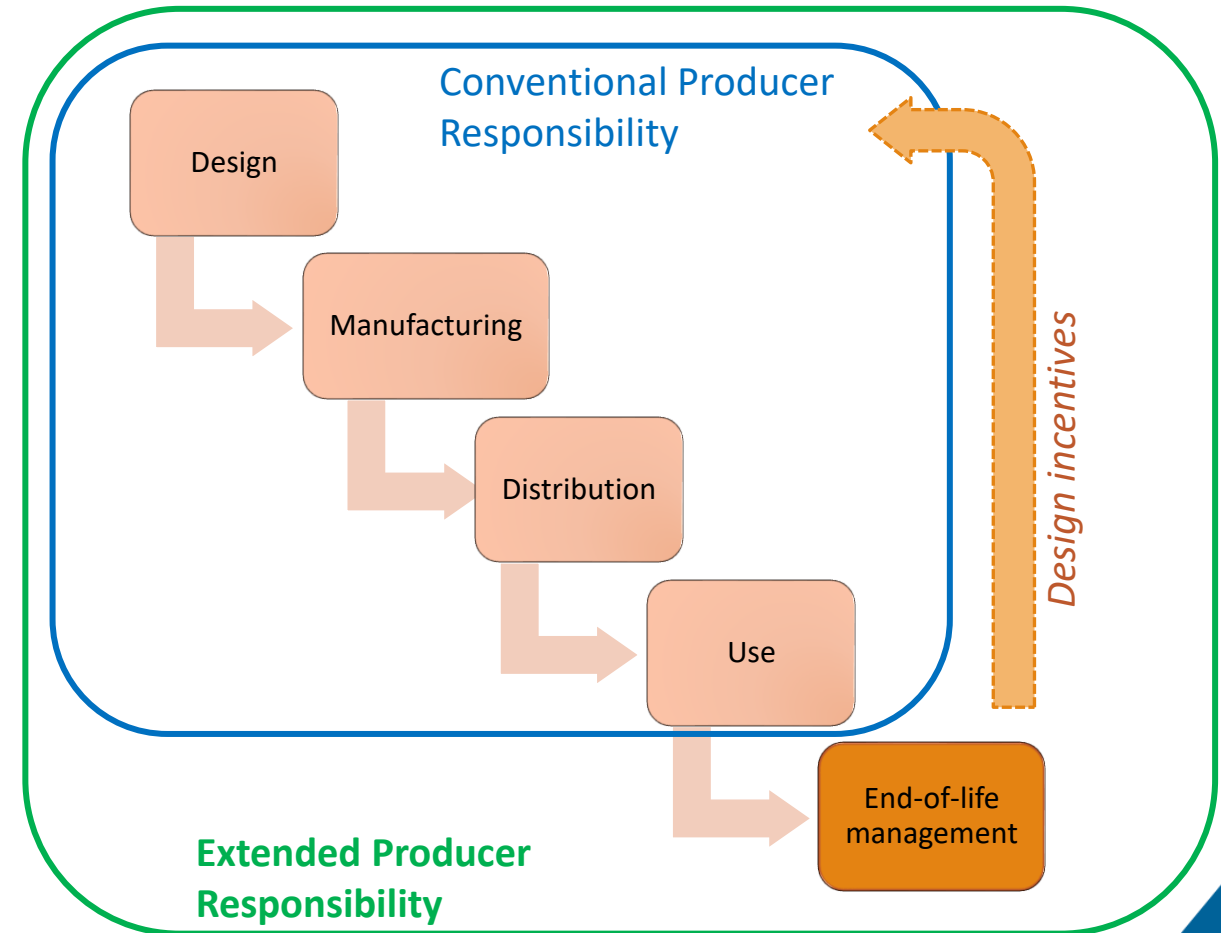 Conventional Producer
Responsibility
Design
Manufacturing
Distribution
Use
Design incentives
End-of-life
management
Extended Producer
Responsibility